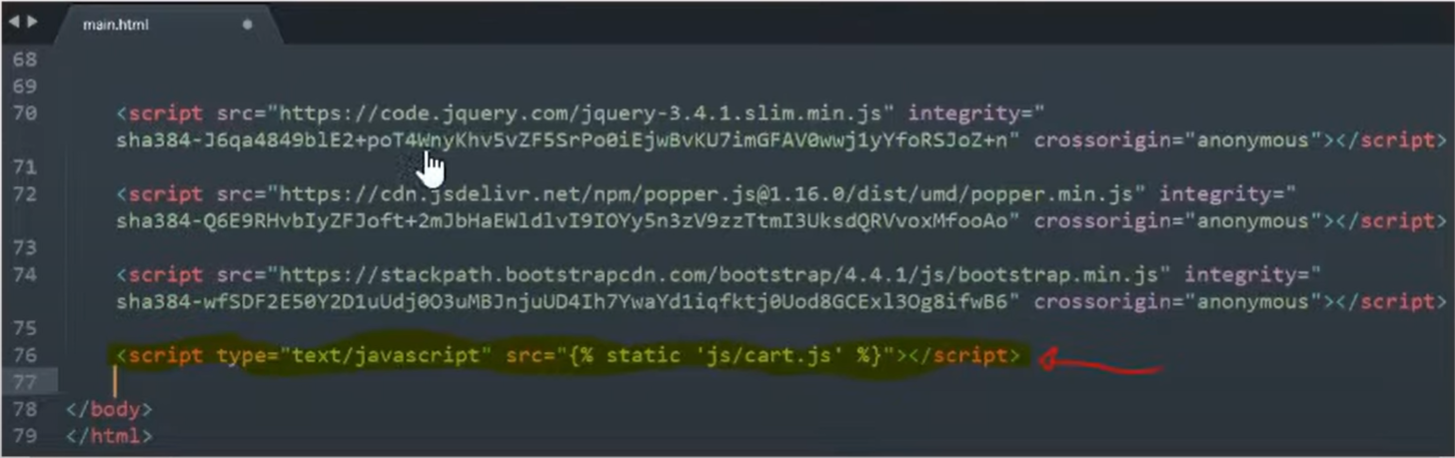 main.html
68
69
70 <script src="https://code.jquery.com/jquery-3.4.1.slim.min.js" integrity="
sha384-J6qa4849blE2+poT4WnyKhv5vZF5SrPo0iEjwBvKU7imGFAV0wwj1yYfoRSJoZ+n" crossorigin="anonymous"></script>
71
72 <script src="https://cdn.jsdelivr.net/npm/popper.js@1.16.0/dist/umd/popper.min.js" integrity="
sha384-Q6E9RHvbIyZFJoft+2mJbHaEWldlvI9IOYy5n3zV9zzTtmI3UksdQRVvoxMfooAo" crossorigin="anonymous"></script>
73
74 <script src="https://stackpath.bootstrapcdn.com/bootstrap/4.4.1/js/bootstrap.min.js" integrity="
sha384-wfSDF2E50Y2D1uUdj0O3uMBJnjuUD4Ih7YwaYd1iqfktj0Uod8GCExl3Og8ifwB6" crossorigin="anonymous"></script>
75
76 <script type="text/javascript" src="{% static 'js/cart.js' %}"></script>
77
78 </body>
79 </html>